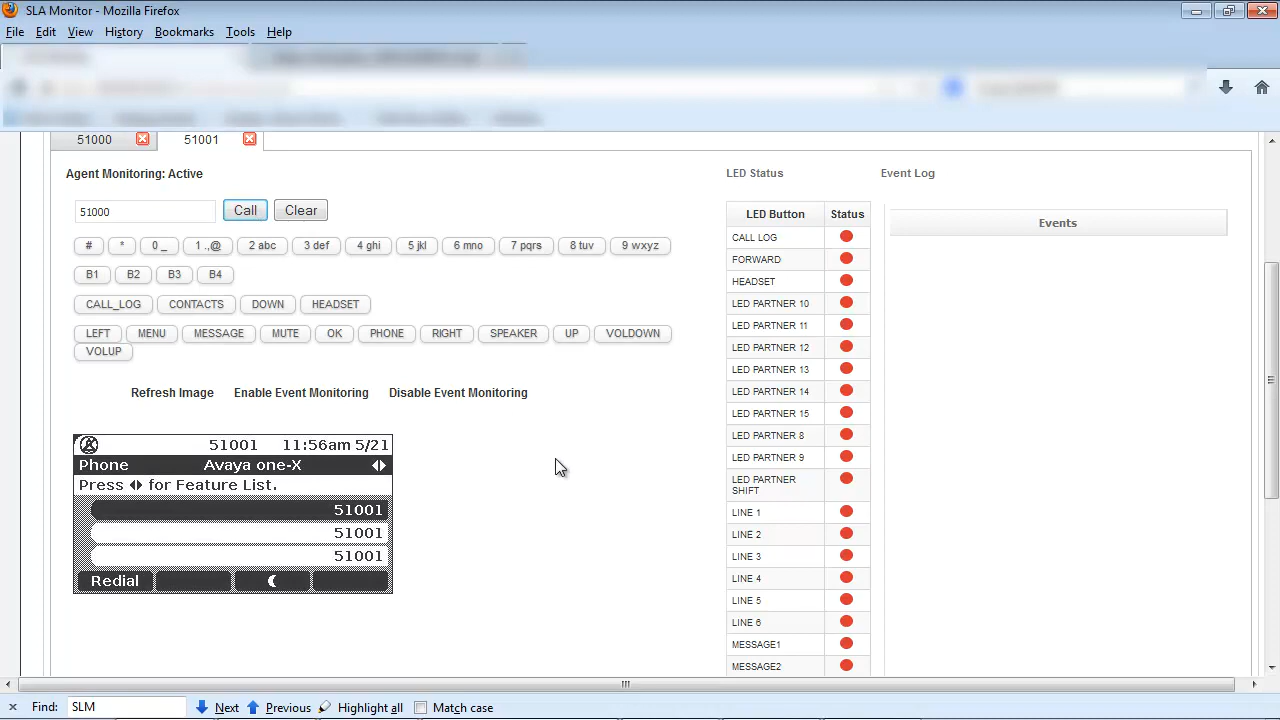 SLA Monitor - Mozilla Firefox
File Edit View History Bookmarks Tools Help
51000 51001
Agent Monitoring: Active LED Status Event Log
51000 Call Clear
LED Button Status Events
# * 0 _ 1 .,@ 2 abc 3 def 4 ghi 5 jkl 6 mno 7 pqrs 8 tuv 9 wxyz
B1 B2 B3 B4
CALL_LOG CONTACTS DOWN HEADSET
LEFT MENU MESSAGE MUTE OK PHONE RIGHT SPEAKER UP VOLDOWN
VOLUP
Refresh Image Enable Event Monitoring Disable Event Monitoring
51001 11:56am 5/21
Phone Avaya one-X
Press for Feature List.
51001
51001
51001
Redial
CALL LOG
FORWARD
HEADSET
LED PARTNER 10
LED PARTNER 11
LED PARTNER 12
LED PARTNER 13
LED PARTNER 14
LED PARTNER 15
LED PARTNER 8
LED PARTNER 9
LED PARTNER
SHIFT
LINE 1
LINE 2
LINE 3
LINE 4
LINE 5
LINE 6
MESSAGE1
MESSAGE2
Find: SLM Next Previous Highlight all Match case